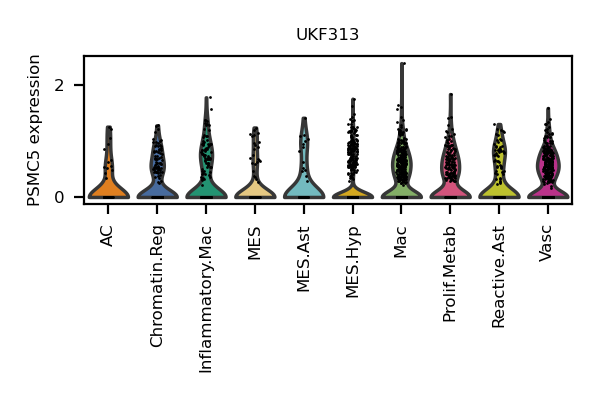 UKF313
PSMC5 expression
2
0
AC
Chromatin.Reg
Inflammatory.Mac
MES
MES.Ast
MES.Hyp
Mac
Prolif.Metab
Reactive.Ast
Vasc